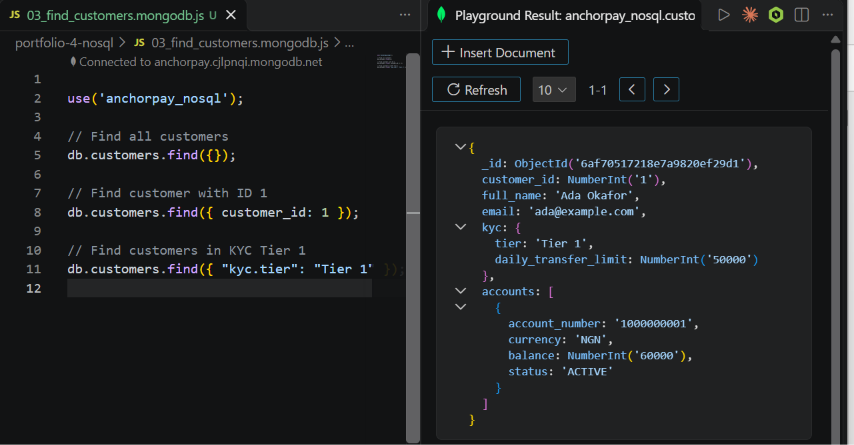 JS 03_find_customers.mongodb.js U
portfolio-4-nosql > JS 03_find_customers.mongodb.js > ...
Connected to anchorpay.cjlpnqi.mongodb.net
1
2 use('anchorpay_nosql');
3
4 // Find all customers
5 db.customers.find({});
6
7 // Find customer with ID 1
8 db.customers.find({ customer_id: 1 });
9
10 // Find customers in KYC Tier 1
11 db.customers.find({ "kyc.tier": "Tier 1" });
12
Playground Result: anchorpay_nosql.custo
Insert Document
Refresh 10 1-1
{
_id: ObjectId('6af70517218e7a9820ef29d1'),
customer_id: NumberInt('1'),
full_name: 'Ada Okafor',
email: 'ada@example.com',
kyc: {
tier: 'Tier 1',
daily_transfer_limit: NumberInt('50000')
},
accounts: [
{
account_number: '1000000001',
currency: 'NGN',
balance: NumberInt('60000'),
status: 'ACTIVE'
}
]
}